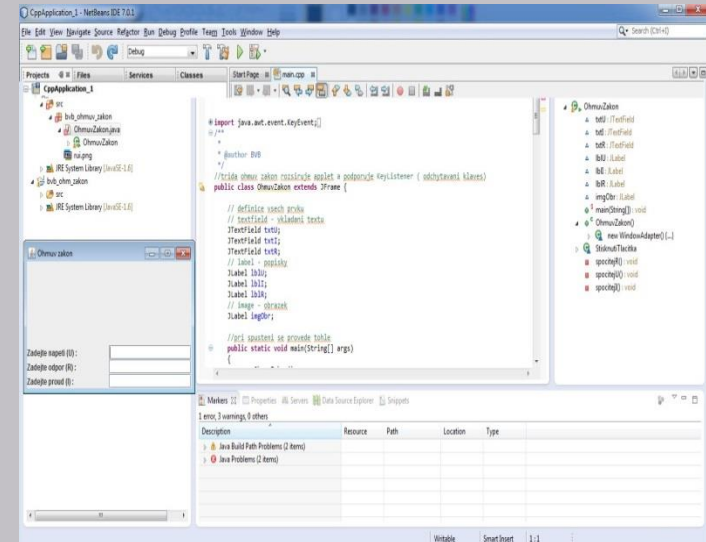 CppApplication_1 - NetBeans IDE 7.0.1
File Edit View Navigate Source Refactor Run Debug Profile Team Tools Window Help
Search (Ctrl+I)
Debug
Projects Files Services Classes
Start Page main.cpp
CppApplication_1
src
bvb_ohmuv_zakon
OhmuvZakon.java
OhmuvZakon
rui.png
JRE System Library [JavaSE-1.6]
bvb_ohm_zakon
src
JRE System Library [JavaSE-1.6]
Ohmuv zakon
Zadejte napeti (U) :
Zadejte odpor (R) :
Zadejte proud (I) :
import java.awt.event.KeyEvent;
/**
*
* @author BVB
*/
//trida ohmuv zakon rozsiruje applet a podporuje KeyListener ( odchytavani klaves)
public class OhmuvZakon extends JFrame {
// definice vsech prvku
// textfield - vkladani textu
JTextField txtU;
JTextField txtI;
JTextField txtR;
// label - popisky
JLabel lblU;
JLabel lblI;
JLabel lblR;
// image - obrazek
JLabel imgObr;
//pri spusteni se provede tohle
public static void main(String[] args)
{
OhmuvZakon
txtU : JTextField
txtI : JTextField
txtR : JTextField
lblU : JLabel
lblI : JLabel
lblR : JLabel
imgObr : JLabel
main(String[]) : void
OhmuvZakon()
new WindowAdapter() {...}
StisknutiTlacitka
spocitejR() : void
spocitejU() : void
spocitejI() : void
Markers Properties Servers Data Source Explorer Snippets
1 error, 3 warnings, 0 others
Description Resource Path Location Type
Java Build Path Problems (2 items)
Java Problems (2 items)
Writable Smart Insert 1 : 1